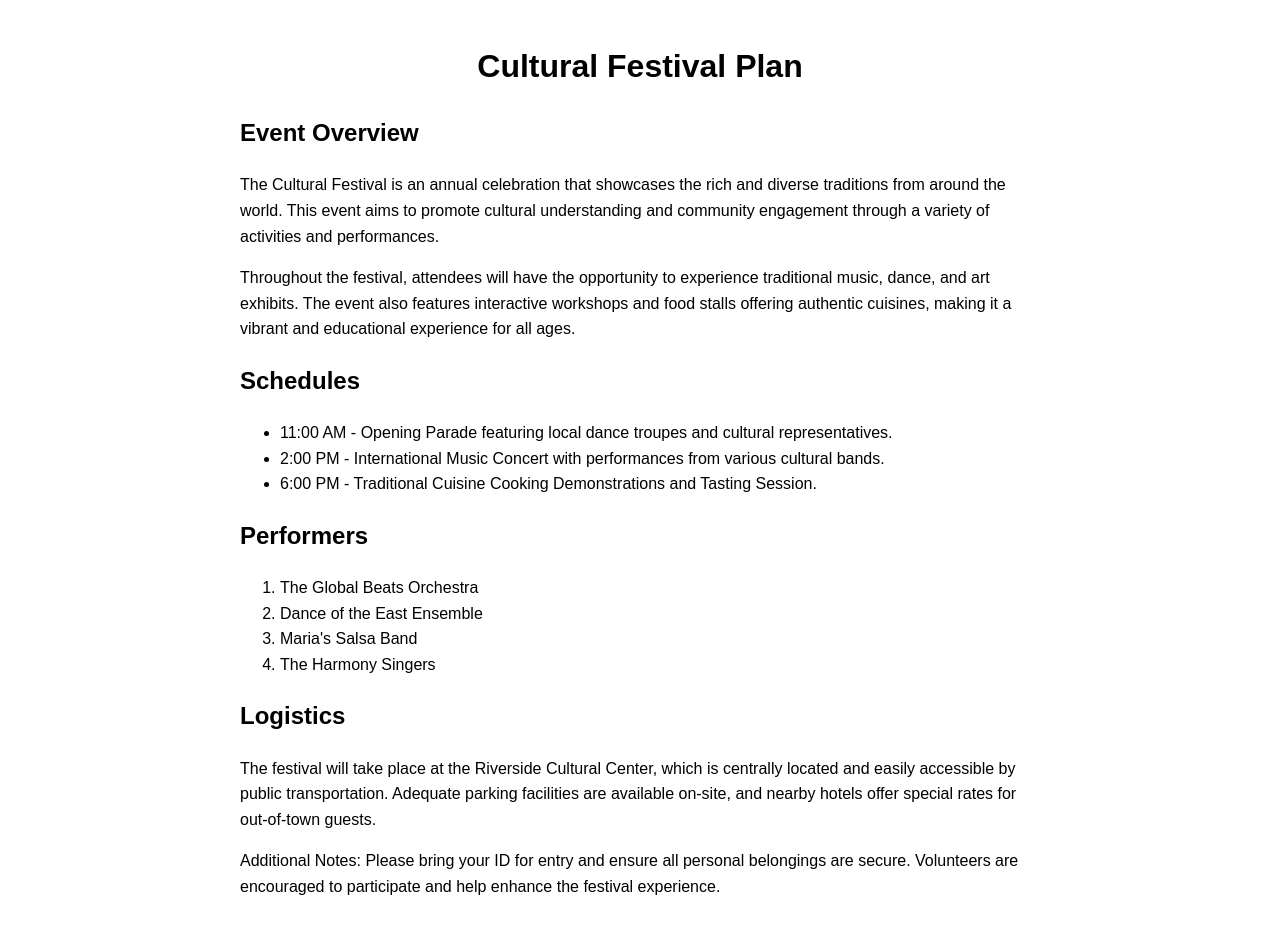 Cultural Festival Plan
Event Overview
The Cultural Festival is an annual celebration that showcases the rich and diverse traditions from around the
world. This event aims to promote cultural understanding and community engagement through a variety of
activities and performances.
Throughout the festival, attendees will have the opportunity to experience traditional music, dance, and art
exhibits. The event also features interactive workshops and food stalls offering authentic cuisines, making it a
vibrant and educational experience for all ages.
Schedules
• 11:00 AM - Opening Parade featuring local dance troupes and cultural representatives.
• 2:00 PM - International Music Concert with performances from various cultural bands.
• 6:00 PM - Traditional Cuisine Cooking Demonstrations and Tasting Session.
Performers
1. The Global Beats Orchestra
2. Dance of the East Ensemble
3. Maria's Salsa Band
4. The Harmony Singers
Logistics
The festival will take place at the Riverside Cultural Center, which is centrally located and easily accessible by
public transportation. Adequate parking facilities are available on-site, and nearby hotels offer special rates for
out-of-town guests.
Additional Notes: Please bring your ID for entry and ensure all personal belongings are secure. Volunteers are
encouraged to participate and help enhance the festival experience.